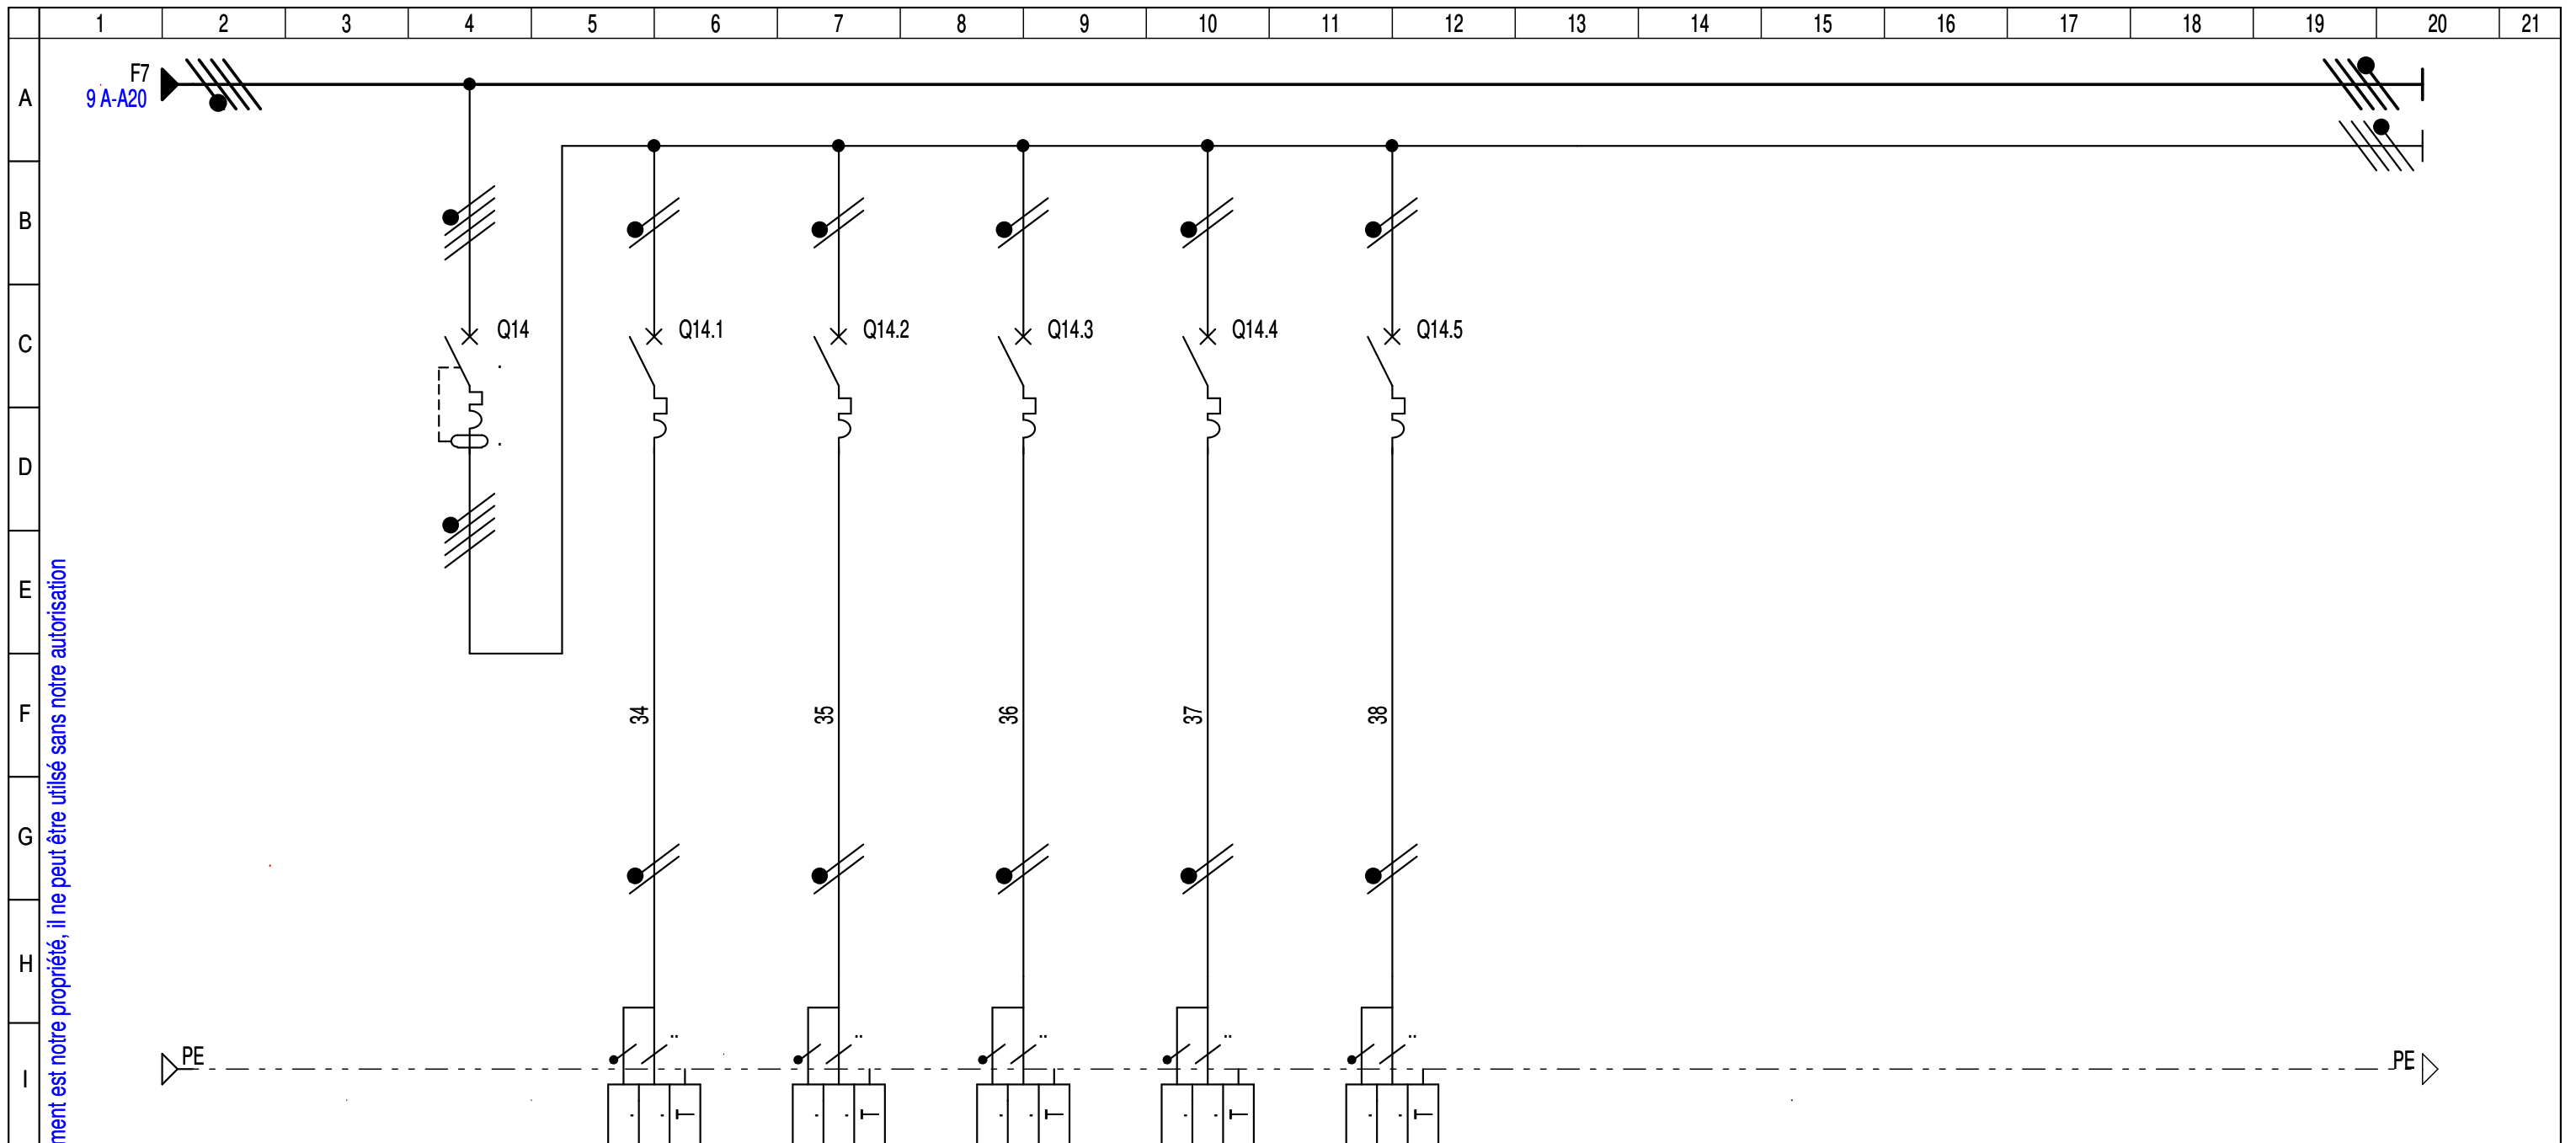 1 2 3 4 5 6 7 8 9 10 11 12 13 14 15 16 17 18 19 20 21
A
F7
9 A-A20
B
C
Q14 Q14.1 Q14.2 Q14.3 Q14.4 Q14.5
D
E
F
34 35 36 37 38
G
H
I
PE PE
ment est notre propriété, il ne peut être utilsé sans notre autorisation